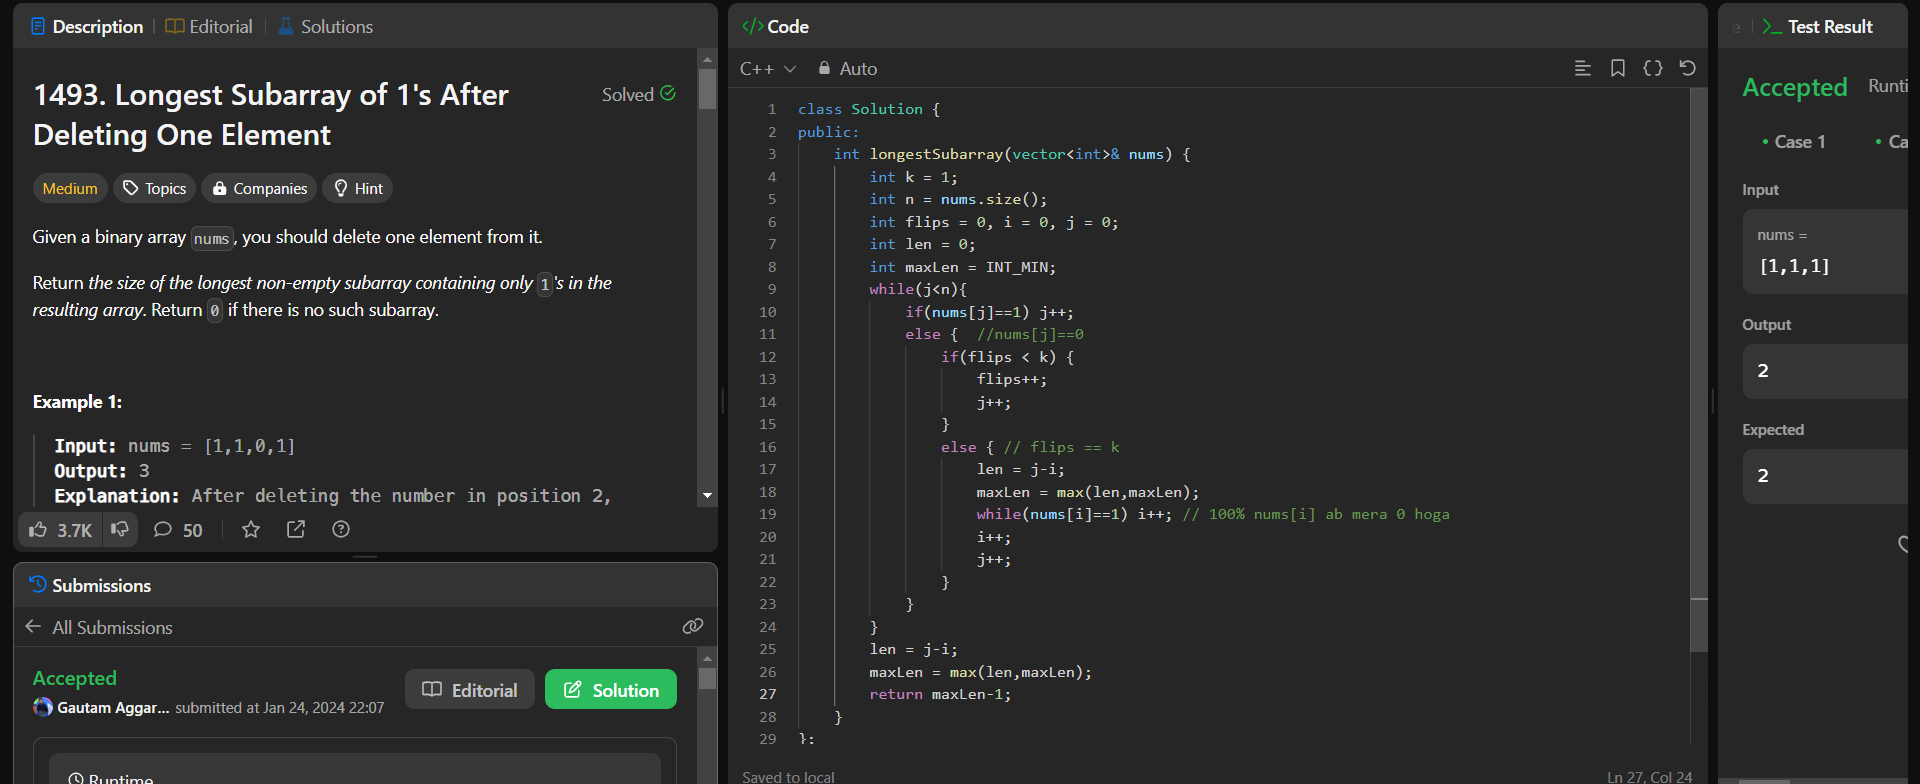 Description
Editorial
Solutions
1493. Longest Subarray of 1's After
Deleting One Element
Solved
Medium
Topics
Companies
Hint
Given a binary array nums, you should delete one element from it.
Return the size of the longest non-empty subarray containing only 1's in the
resulting array. Return 0 if there is no such subarray.
Example 1:
Input: nums = [1,1,0,1]
Output: 3
Explanation: After deleting the number in position 2,
3.7K
50
Submissions
All Submissions
Accepted
Gautam Aggar... submitted at Jan 24, 2024 22:07
Editorial
Solution
Runtime
</> Code
C++
Auto
1 class Solution {
2 public:
3 int longestSubarray(vector<int>& nums) {
4 int k = 1;
5 int n = nums.size();
6 int flips = 0, i = 0, j = 0;
7 int len = 0;
8 int maxLen = INT_MIN;
9 while(j<n){
10 if(nums[j]==1) j++;
11 else { //nums[j]==0
12 if(flips < k) {
13 flips++;
14 j++;
15 }
16 else { // flips == k
17 len = j-i;
18 maxLen = max(len,maxLen);
19 while(nums[i]==1) i++; // 100% nums[i] ab mera 0 hoga
20 i++;
21 j++;
22 }
23 }
24 }
25 len = j-i;
26 maxLen = max(len,maxLen);
27 return maxLen-1;
28 }
29 };
Saved to local
Ln 27, Col 24
e
Test Result
Accepted
Runti
Case 1
Ca
Input
nums =
[1,1,1]
Output
2
Expected
2